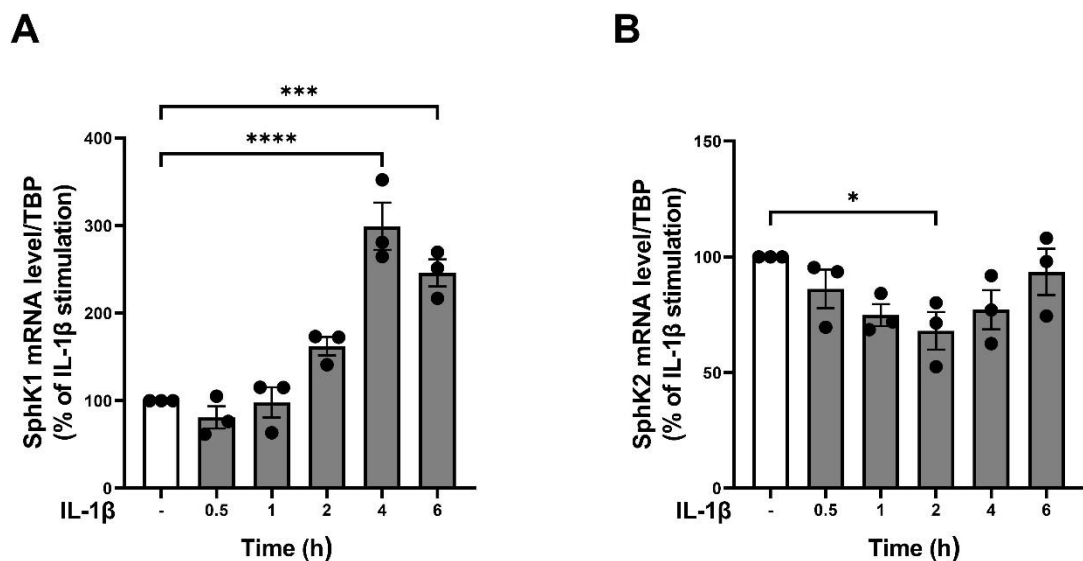 A
SphK1 mRNA level/TBP
(% of IL-1β stimulation)
400
300
200
100
0
***
****
IL-1β
- 0.5 1 2 4 6
Time (h)
B
SphK2 mRNA level/TBP
(% of IL-1β stimulation)
150
100
50
0
*
IL-1β
- 0.5 1 2 4 6
Time (h)